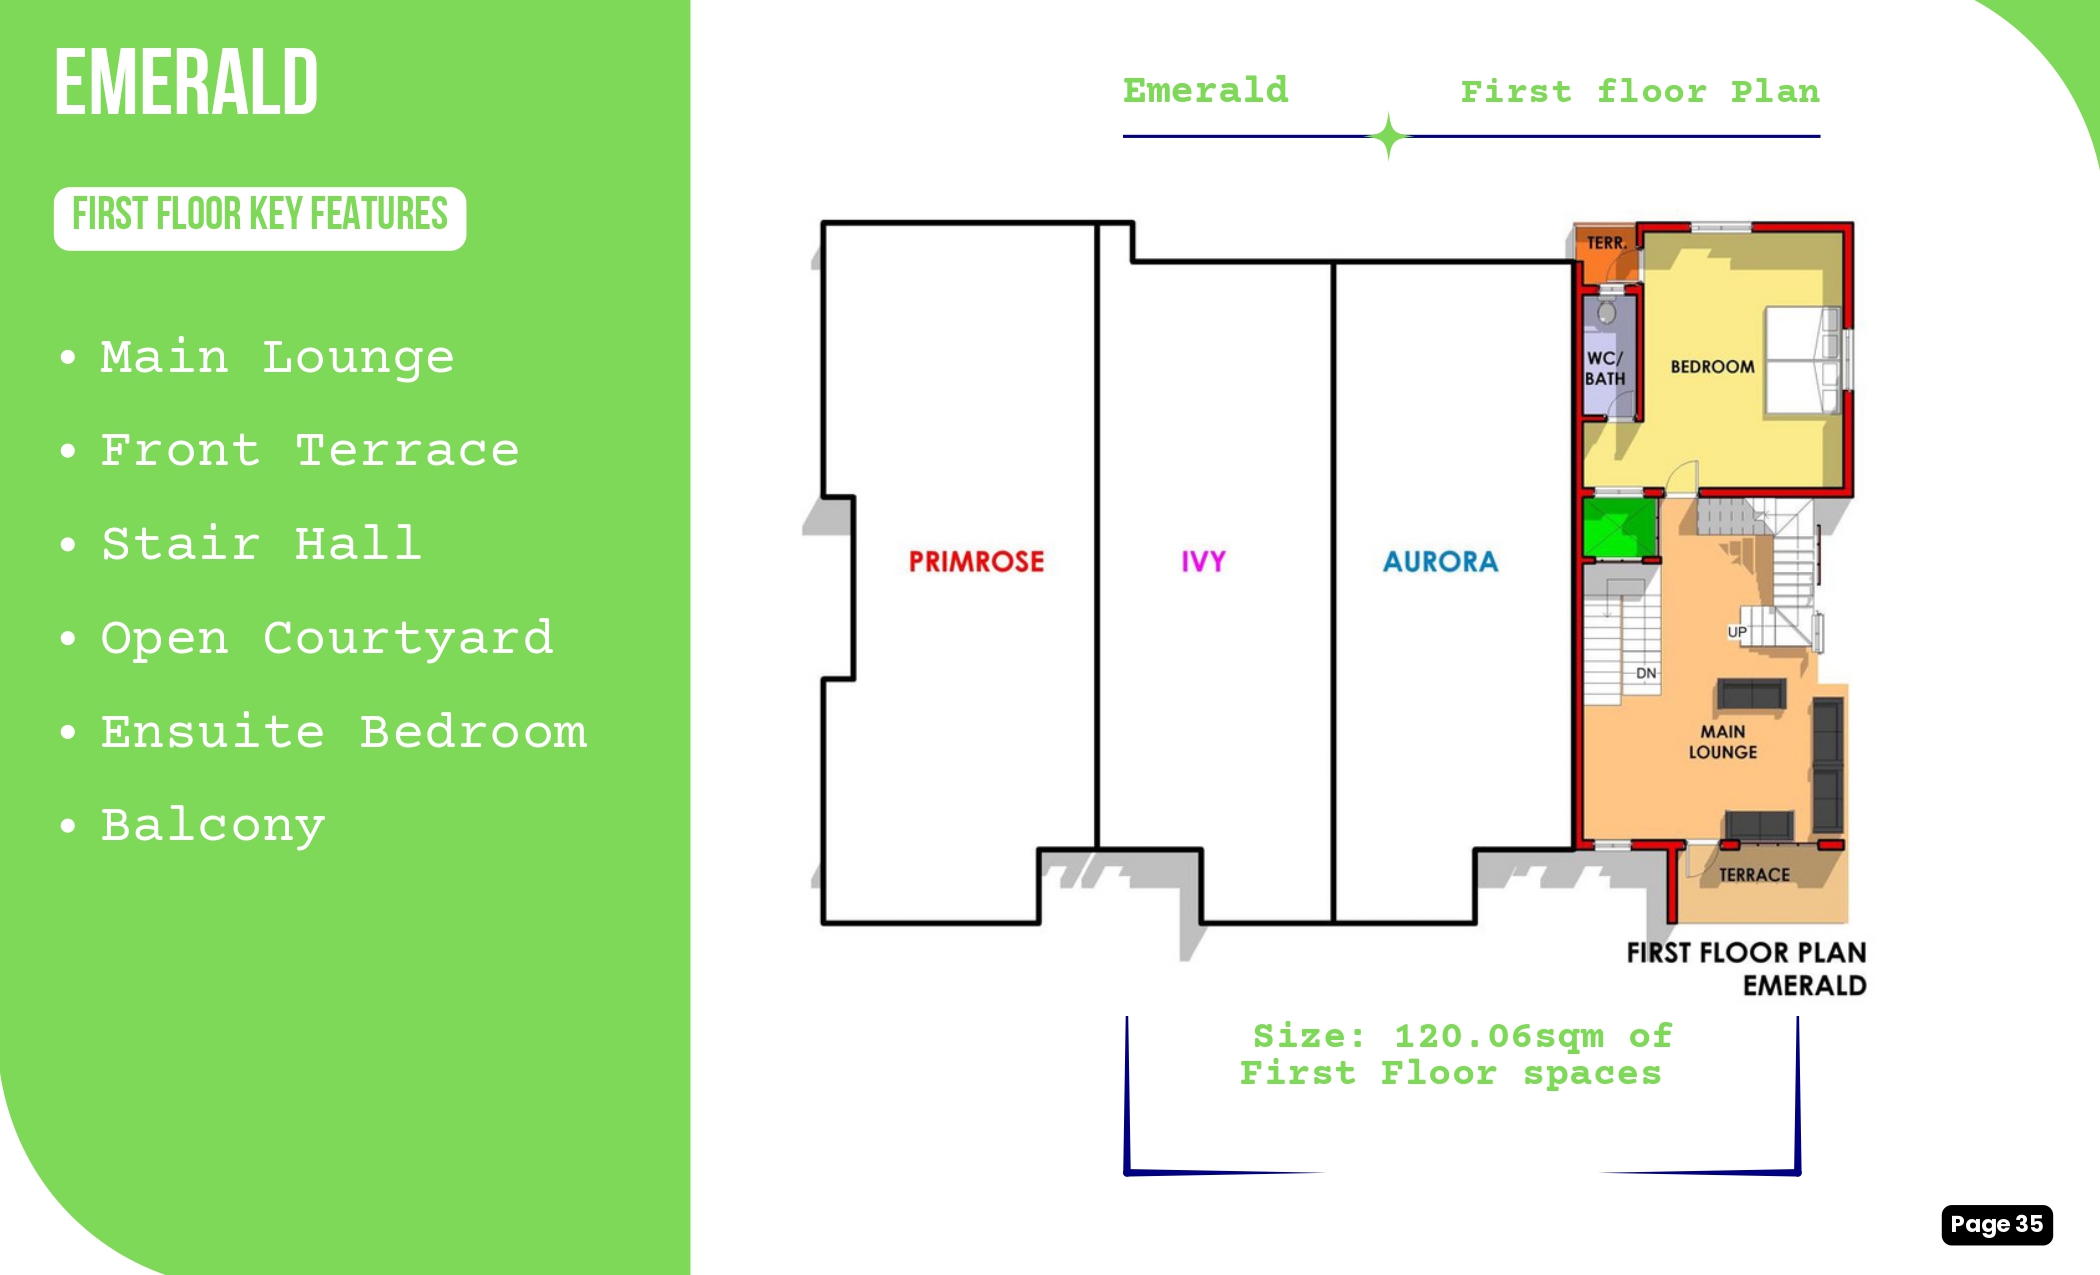 EMERALD
FIRST FLOOR KEY FEATURES
• Main Lounge
• Front Terrace
• Stair Hall
• Open Courtyard
• Ensuite Bedroom
• Balcony
Emerald
First floor Plan
TERR.
WC/
BATH
BEDROOM
PRIMROSE
IVY
AURORA
UP
DN
MAIN
LOUNGE
TERRACE
FIRST FLOOR PLAN
EMERALD
Size: 120.06sqm of
First Floor spaces
Page 35